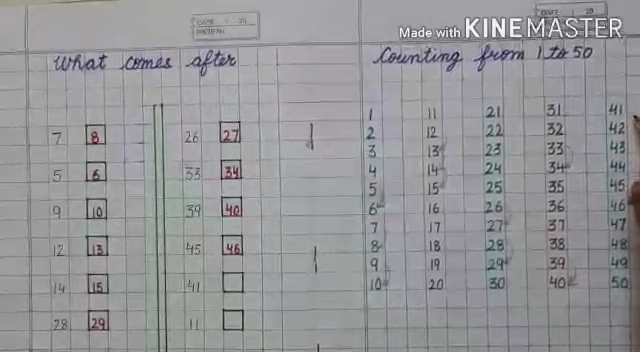 Made with KINEMASTER
DATE
DATE
What comes after
Counting from 1 to 50
7 8 26 27
5 6 33 34
9 10 39 40
12 13 45 46
14 15 41
28 29 11
1 11 21 31 41
2 12 22 32 42
3 13 23 33 43
4 14 24 34 44
5 15 25 35 45
6 16 26 36 46
7 17 27 37 47
8 18 28 38 48
9 19 29 39 49
10 20 30 40 50